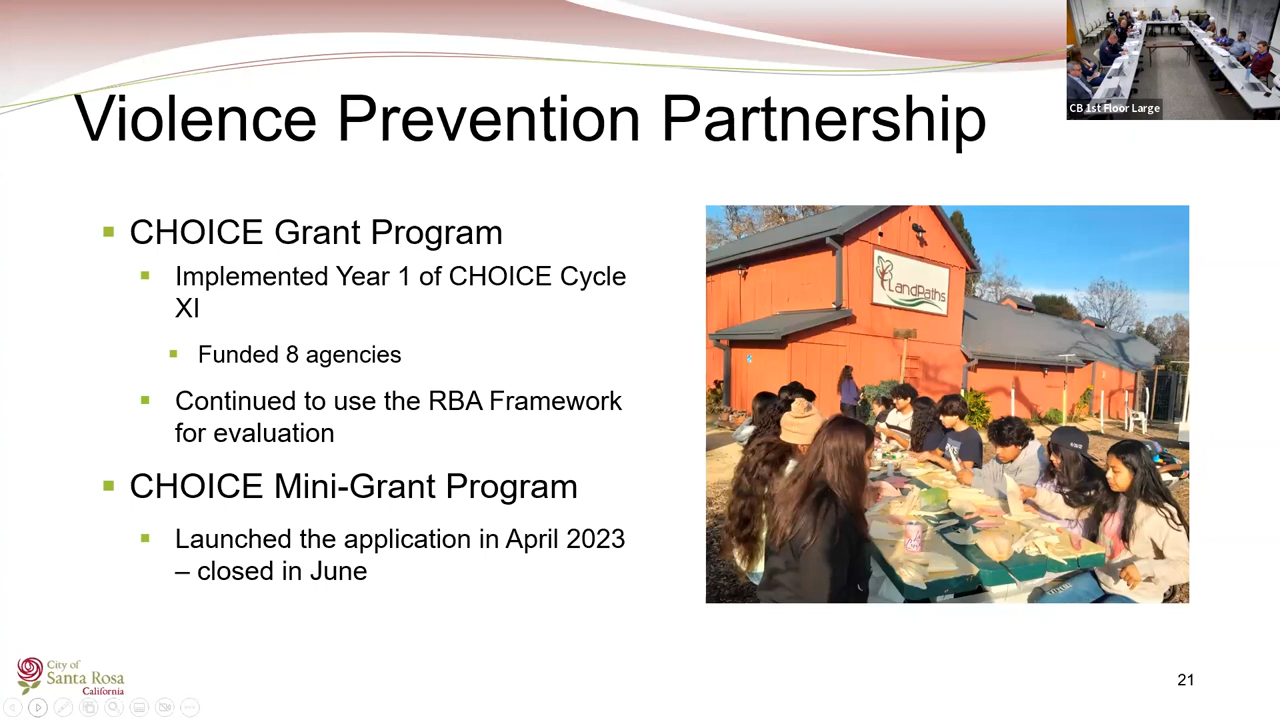 CB 1st Floor Large
Violence Prevention Partnership
CHOICE Grant Program
Implemented Year 1 of CHOICE Cycle
XI
Funded 8 agencies
Continued to use the RBA Framework
for evaluation
CHOICE Mini-Grant Program
Launched the application in April 2023
– closed in June
LandPaths
City of
Santa Rosa
California
21